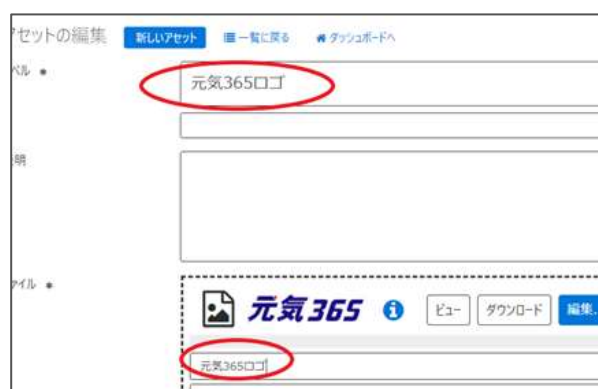 セットの編集 新しいアセット 一覧に戻る ダッシュボードへ
ベル *
元気365ロゴ
明
ァイル *
元気365 ビュー ダウンロード 編集..
元気365ロゴ